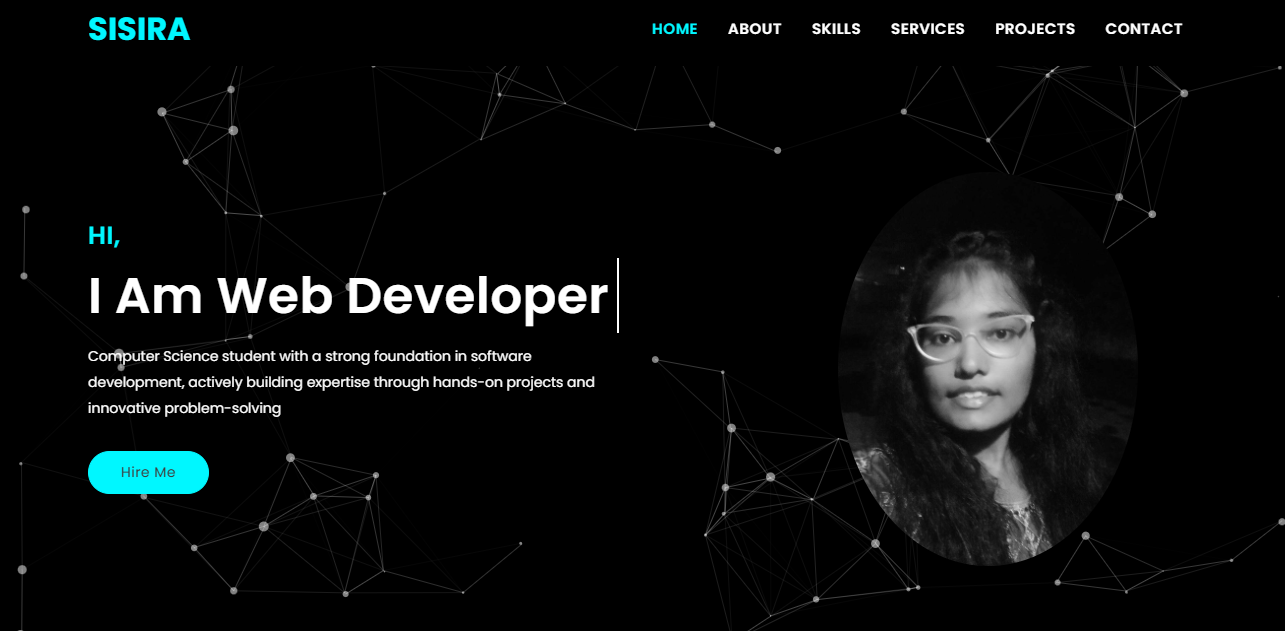 SISIRA
HOME ABOUT SKILLS SERVICES PROJECTS CONTACT
HI,
I Am Web Developer
Computer Science student with a strong foundation in software
development, actively building expertise through hands-on projects and
innovative problem-solving
Hire Me